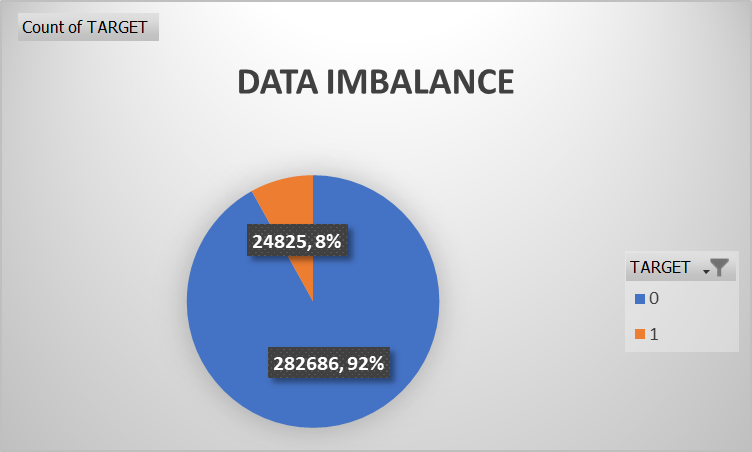 Count of TARGET
DATA IMBALANCE
24825, 8%
282686, 92%
TARGET
0
1